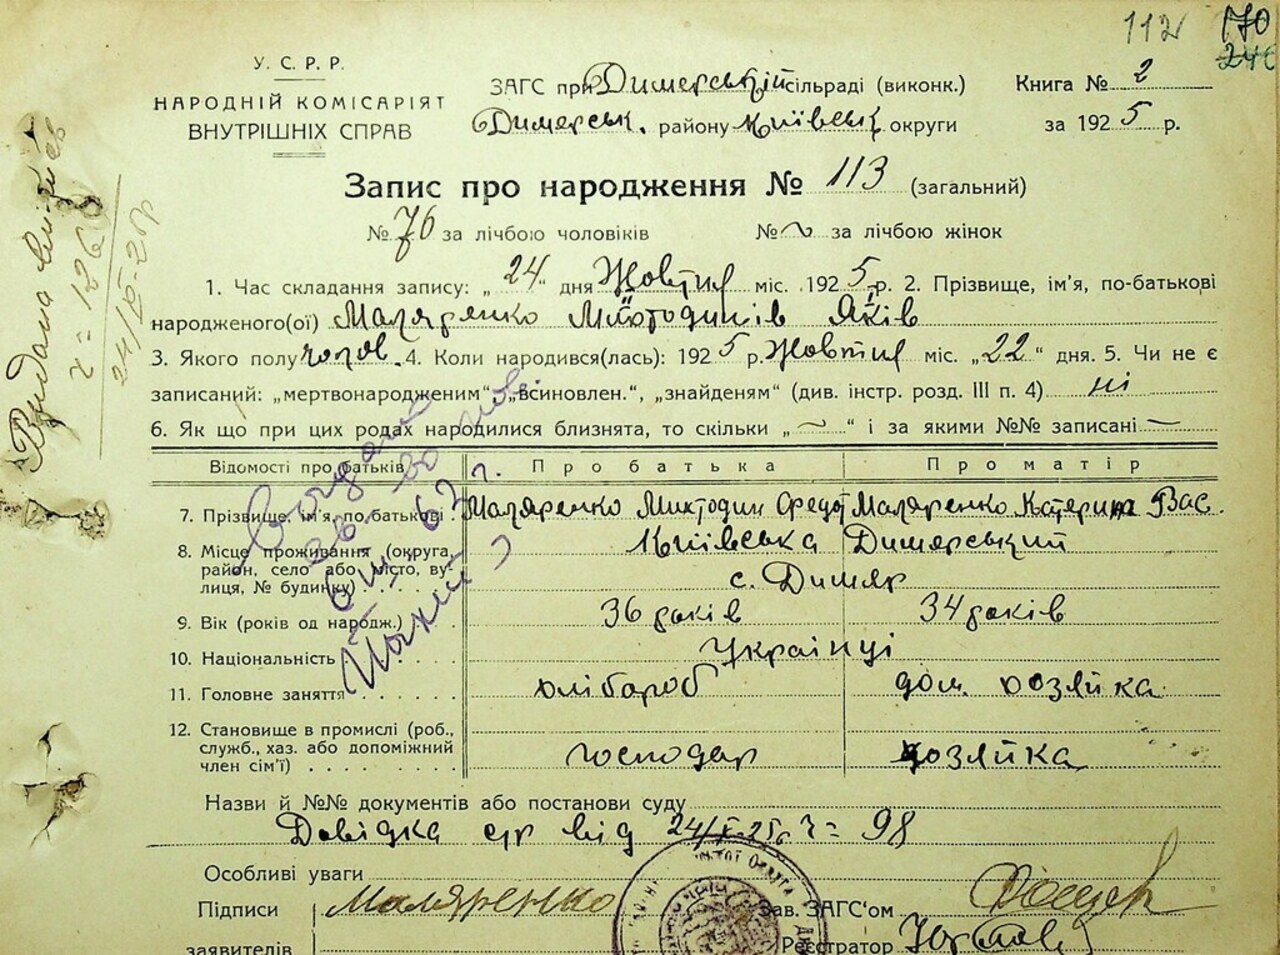 112 170
246
У. С. Р. Р.
НАРОДНІЙ КОМІСАРІЯТ
ВНУТРІШНІХ СПРАВ
ЗАГС при Димерській сільраді (виконк.) Книга № 2
Димерськ. району Київськ округи за 1925 р.
Запис про народження № 113 (загальний)
№ 76 за лічбою чоловіків № ~ за лічбою жінок
1. Час складання запису: „ 24 “ дня Жовтня міс. 1925 р. 2. Прізвище, ім'я, по-батькові
народженого(ої) Маляренко Яків
3. Якого полу чолов. 4. Коли народився(лась): 1925 р. Жовтня міс. „22“ дня. 5. Чи не є
записаний: „мертвонародженим“, „всиновлен.“, „знайденям“ (див. інстр. розд. III п. 4) ні
6. Як що при цих родах народилися близнята, то скільки „ ~ “ і за якими №№ записані —
Відомості про батьків Про батька Про матір
7. Прізвище, ім'я, по-батькові Маляренко Маляренко Катерина Вас.
8. Місце проживання (округа, район, село або місто, вулиця, № будинку) Київська Димерський
с. Димер
9. Вік (років од народж.) 36 років 34 років
10. Національність Українці
11. Головне заняття хлібороб дом. хозяйка
12. Становище в промислі (роб., служб., хаз. або допоміжний член сім'ї) господар хозяйка
Назви й №№ документів або постанови суду
Довідка від 24/X-25 ч = 98
Особливі уваги
Підписи Маляренко Зав. ЗАГС‘ом
заявителів Реєстратор
Видана
ч = 126